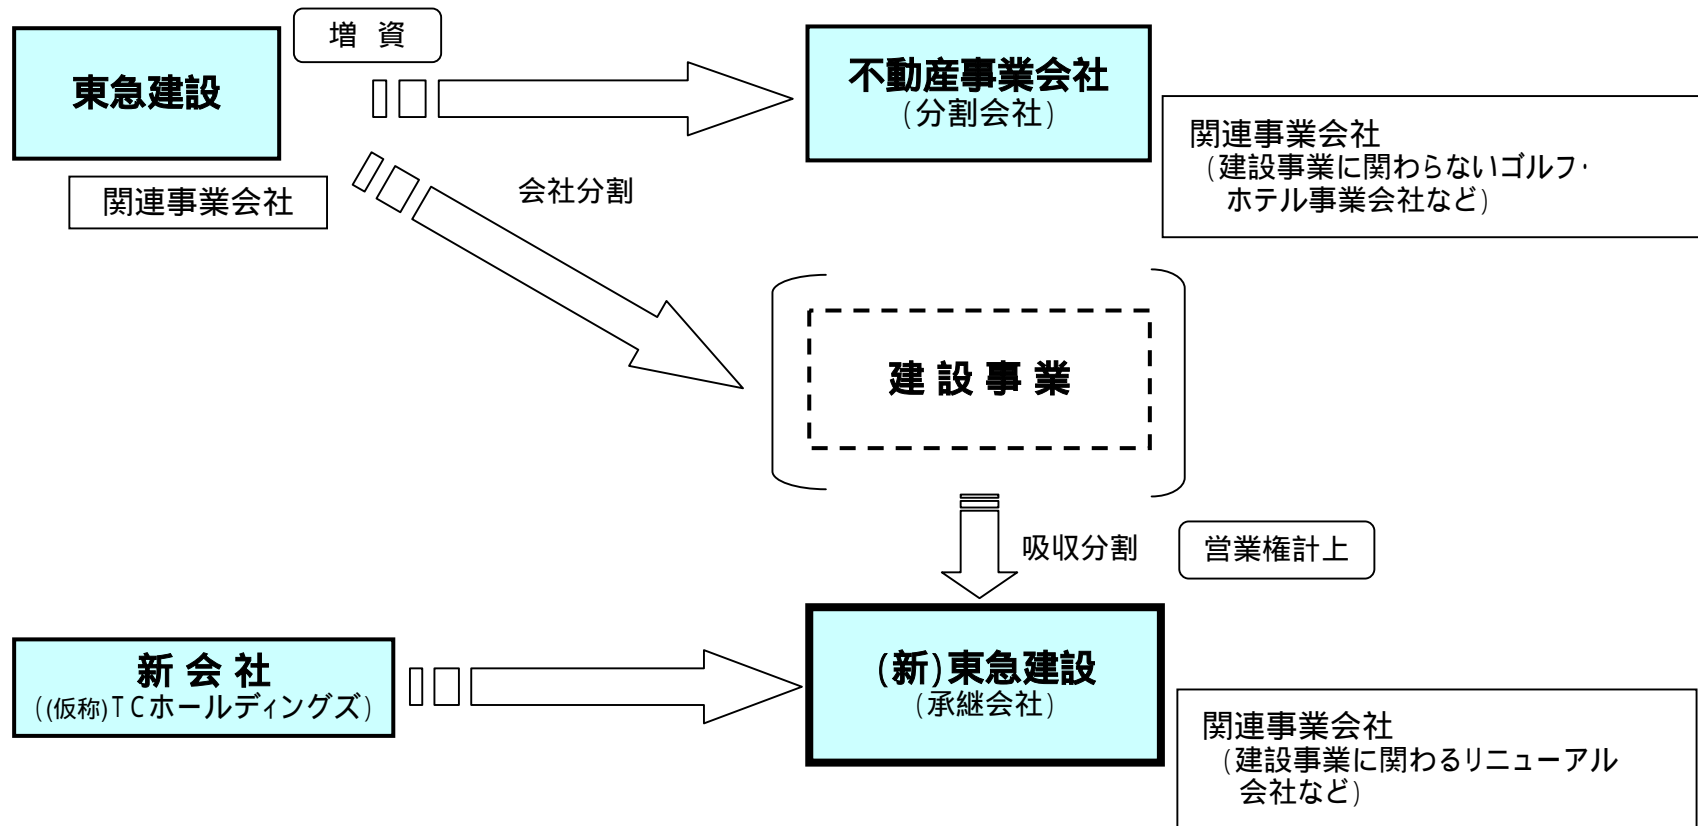 増 資
東急建設
関連事業会社
会社分割
不動産事業会社
(分割会社)
関連事業会社
(建設事業に関わらないゴルフ・
ホテル事業会社など)
建 設 事 業
吸収分割
営業権計上
新 会 社
((仮称)TCホールディングズ)
(新)東急建設
(承継会社)
関連事業会社
(建設事業に関わるリニューアル
会社など)